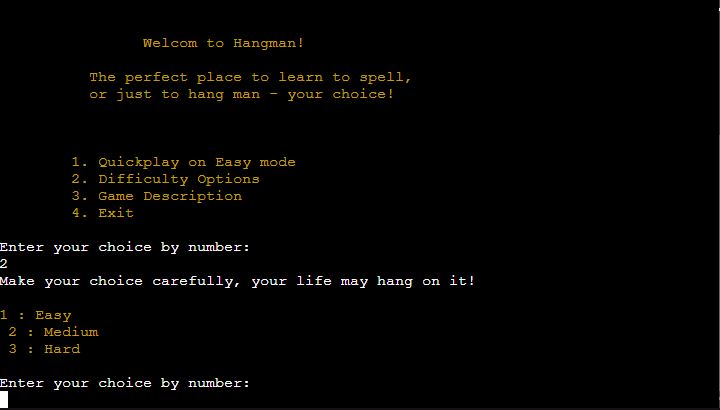 Welcom to Hangman!
The perfect place to learn to spell,
or just to hang man - your choice!
1. Quickplay on Easy mode
2. Difficulty Options
3. Game Description
4. Exit
Enter your choice by number:
2
Make your choice carefully, your life may hang on it!
1 : Easy
2 : Medium
3 : Hard
Enter your choice by number: